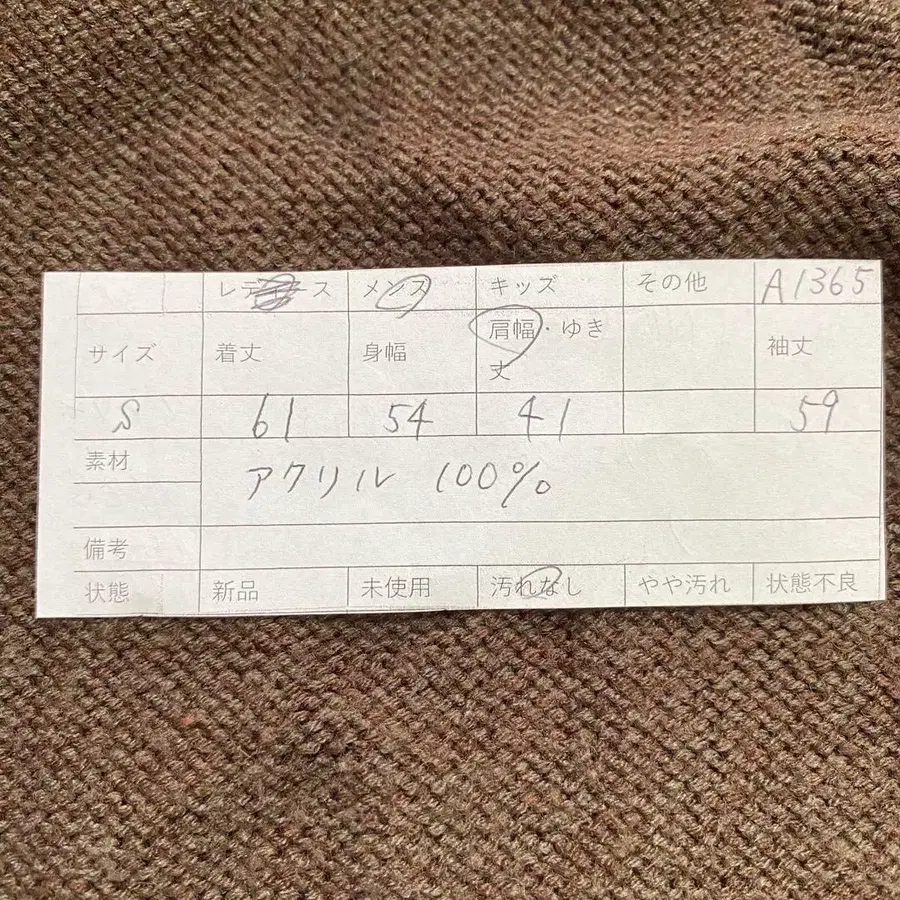 レディース メンズ キッズ その他 A1365
サイズ 着丈 身幅 肩幅・ゆき丈 袖丈
S 61 54 41 59
素材 アクリル 100%
備考
状態 新品 未使用 汚れなし やや汚れ 状態不良